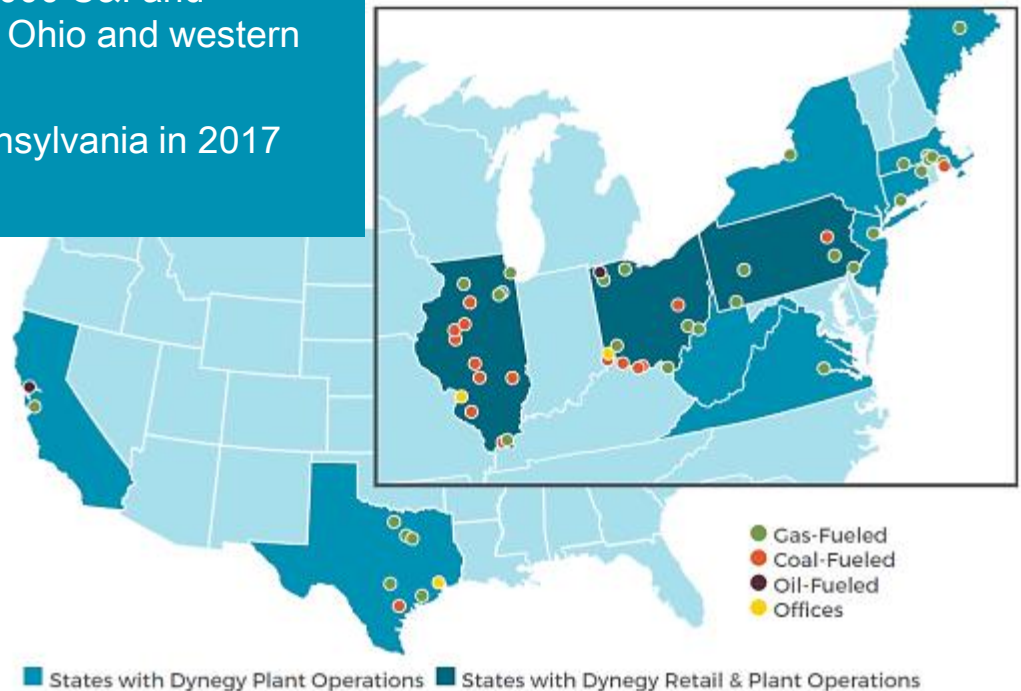 Ohio and western
nsylvania in 2017
Gas-Fueled
Coal-Fueled
Oil-Fueled
Offices
States with Dynegy Plant Operations
States with Dynegy Retail & Plant Operations